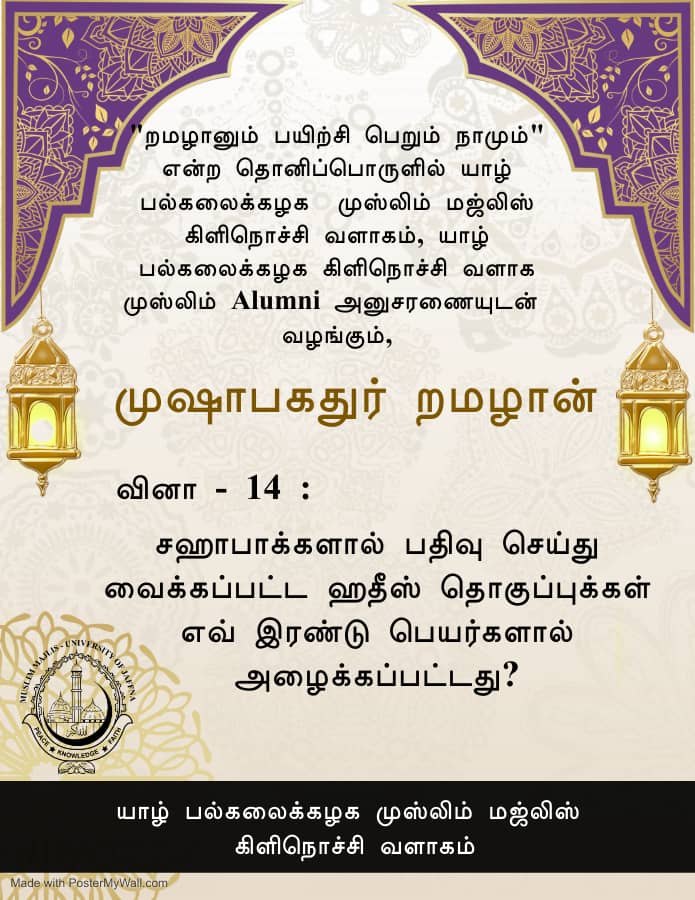 "றமழானும் பயிற்சி பெறும் நாமும்"
என்ற தொனிப்பொருளில் யாழ்
பல்கலைக்கழக முஸ்லிம் மஜ்லிஸ்
கிளிநொச்சி வளாகம், யாழ்
பல்கலைக்கழக கிளிநொச்சி வளாக
முஸ்லிம் Alumni அனுசரணையுடன்
வழங்கும்,
முஷாபகதுர் றமழான்
வினா - 14 :
சஹாபாக்களால் பதிவு செய்து
வைக்கப்பட்ட ஹதீஸ் தொகுப்புக்கள்
எவ் இரண்டு பெயர்களால்
அழைக்கப்பட்டது?
MUSLIM MAJLIS - UNIVERSITY OF JAFFNA
الله اكبر
PEACE ★ KNOWLEDGE ★ FAITH
யாழ் பல்கலைக்கழக முஸ்லிம் மஜ்லிஸ்
கிளிநொச்சி வளாகம்
Made with PosterMyWall.com